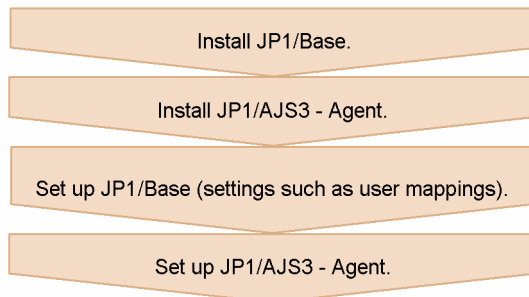 Install JP1/Base.
Install JP1/AJS3 - Agent.
Set up JP1/Base (settings such as user mappings).
Set up JP1/AJS3 - Agent.